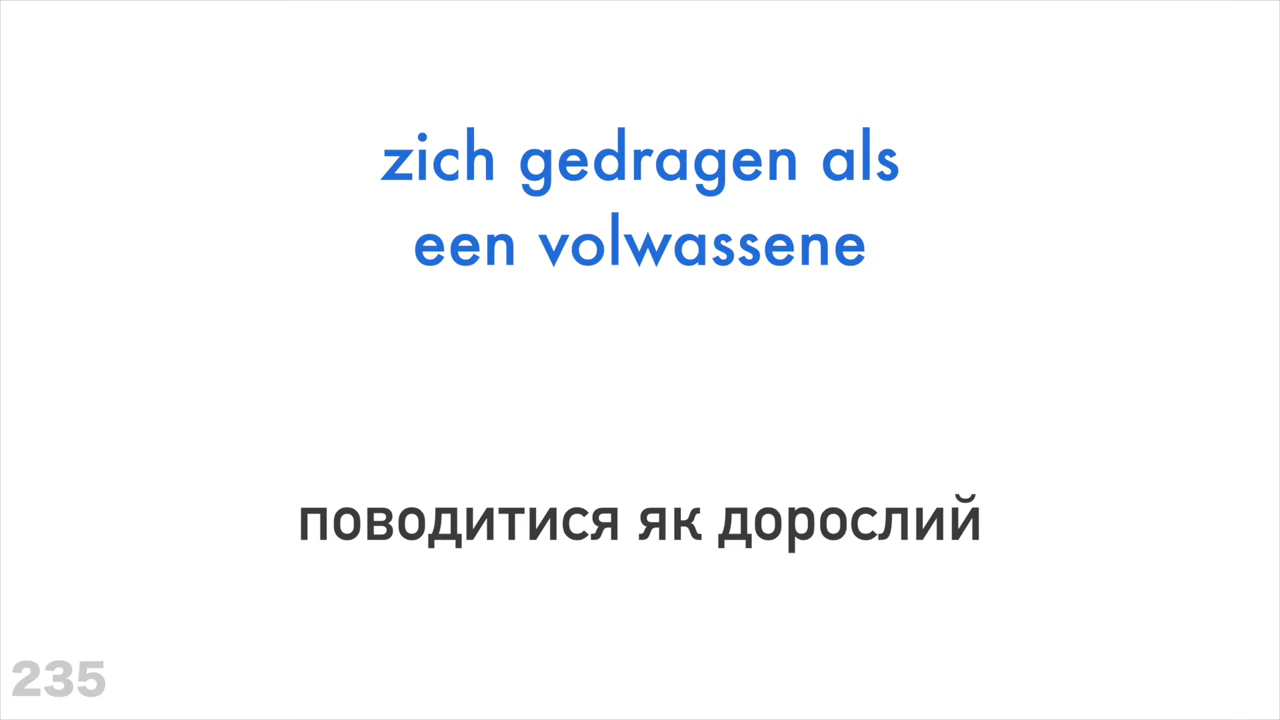 zich gedragen als
een volwassene
поводитися як дорослий
235